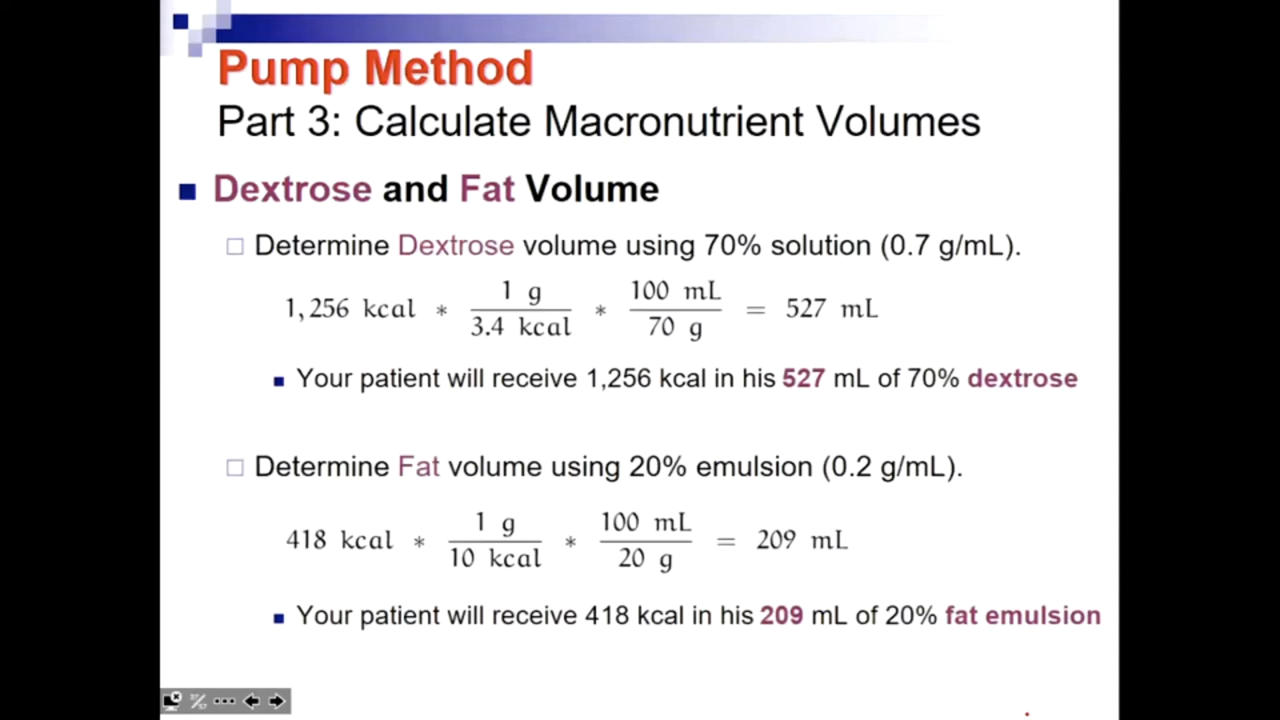 Pump Method
Part 3: Calculate Macronutrient Volumes
Dextrose and Fat Volume
Determine Dextrose volume using 70% solution (0.7 g/mL).
1,256 kcal * 1 g / 3.4 kcal * 100 mL / 70 g = 527 mL
Your patient will receive 1,256 kcal in his 527 mL of 70% dextrose
Determine Fat volume using 20% emulsion (0.2 g/mL).
418 kcal * 1 g / 10 kcal * 100 mL / 20 g = 209 mL
Your patient will receive 418 kcal in his 209 mL of 20% fat emulsion